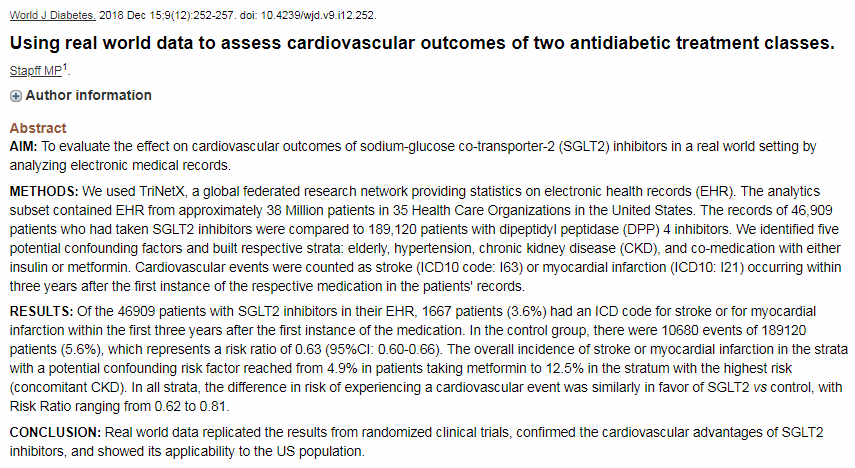 World J Diabetes. 2018 Dec 15;9(12):252-257. doi: 10.4239/wjd.v9.i12.252.
Using real world data to assess cardiovascular outcomes of two antidiabetic treatment classes.
Stapff MP1.
Author information
Abstract
AIM: To evaluate the effect on cardiovascular outcomes of sodium-glucose co-transporter-2 (SGLT2) inhibitors in a real world setting by
analyzing electronic medical records.
METHODS: We used TriNetX, a global federated research network providing statistics on electronic health records (EHR). The analytics
subset contained EHR from approximately 38 Million patients in 35 Health Care Organizations in the United States. The records of 46,909
patients who had taken SGLT2 inhibitors were compared to 189,120 patients with dipeptidyl peptidase (DPP) 4 inhibitors. We identified five
potential confounding factors and built respective strata: elderly, hypertension, chronic kidney disease (CKD), and co-medication with either
insulin or metformin. Cardiovascular events were counted as stroke (ICD10 code: I63) or myocardial infarction (ICD10: I21) occurring within
three years after the first instance of the respective medication in the patients' records.
RESULTS: Of the 46909 patients with SGLT2 inhibitors in their EHR, 1667 patients (3.6%) had an ICD code for stroke or for myocardial
infarction within the first three years after the first instance of the medication. In the control group, there were 10680 events of 189120
patients (5.6%), which represents a risk ratio of 0.63 (95%CI: 0.60-0.66). The overall incidence of stroke or myocardial infarction in the strata
with a potential confounding risk factor reached from 4.9% in patients taking metformin to 12.5% in the stratum with the highest risk
(concomitant CKD). In all strata, the difference in risk of experiencing a cardiovascular event was similarly in favor of SGLT2 vs control, with
Risk Ratio ranging from 0.62 to 0.81.
CONCLUSION: Real world data replicated the results from randomized clinical trials, confirmed the cardiovascular advantages of SGLT2
inhibitors, and showed its applicability to the US population.